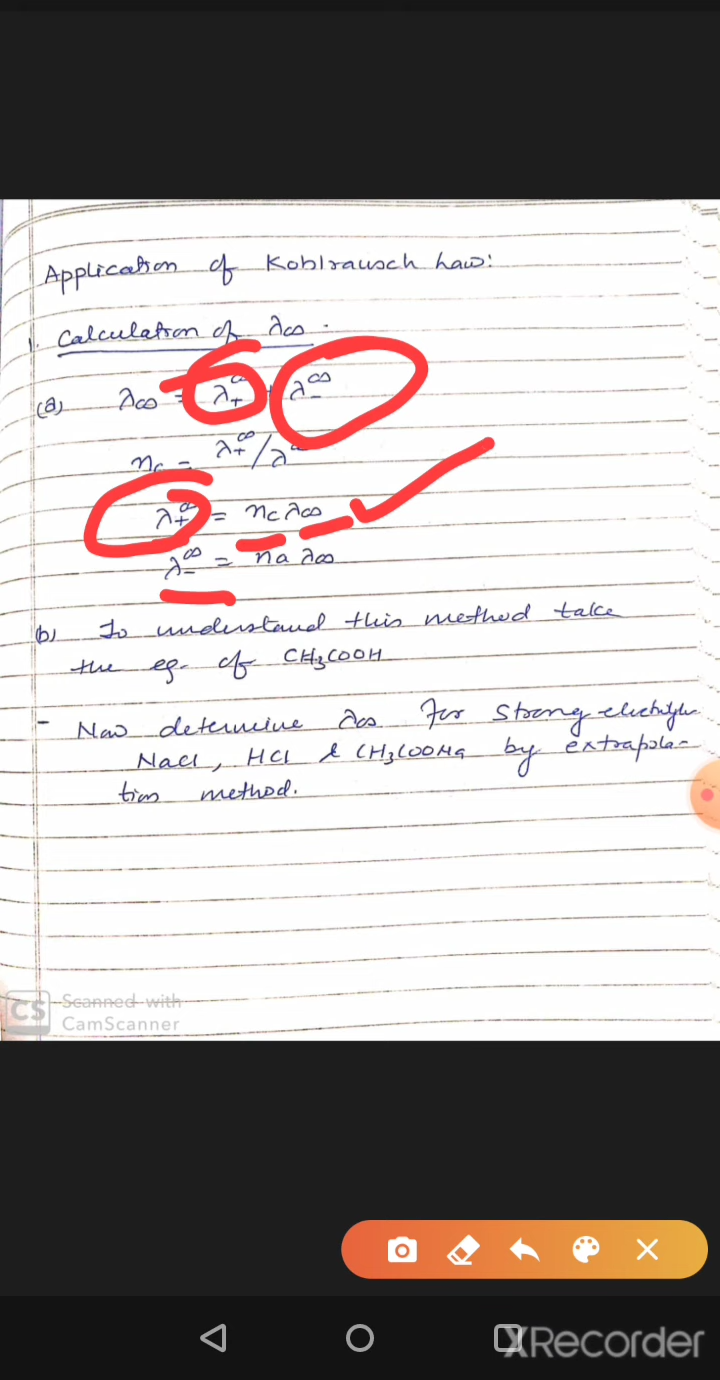 Application of Kohlrausch Law:
1. Calculation of λ∞.
(a) λ∞ = λ+∞ + λ-∞
nc = λ+∞/λ∞
λ+∞ = nc λ∞
λ-∞ = na λ∞
b) To understand this method take
the eg. of CH3COOH
- Now determine λ∞ for strong electrolyte
NaCl, HCl & CH3COONa by extrapola-
tion method.
CS Scanned with
CamScanner
XRecorder